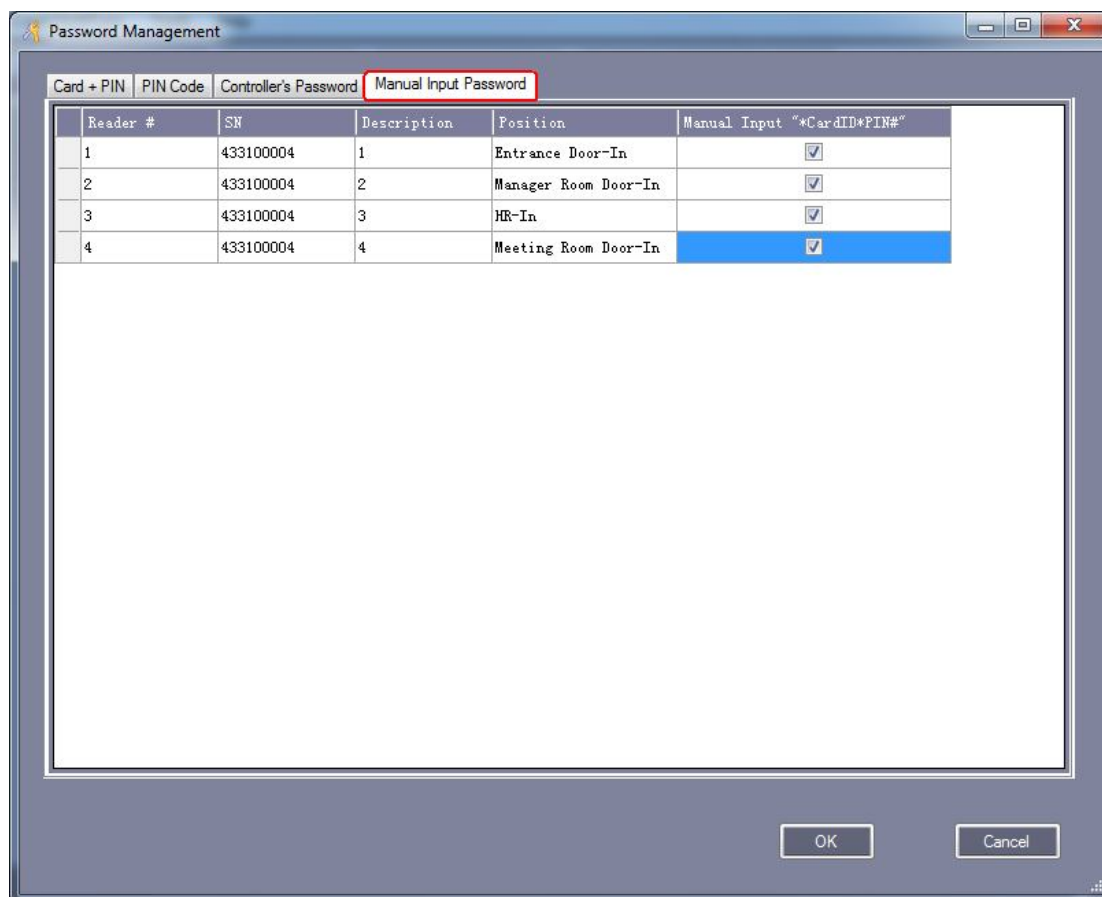 Password Management
Card + PIN PIN Code Controller's Password Manual Input Password
Reader # SN Description Position Manual Input "*CardID*PIN#"
1 433100004 1 Entrance Door-In
2 433100004 2 Manager Room Door-In
3 433100004 3 HR-In
4 433100004 4 Meeting Room Door-In
OK Cancel